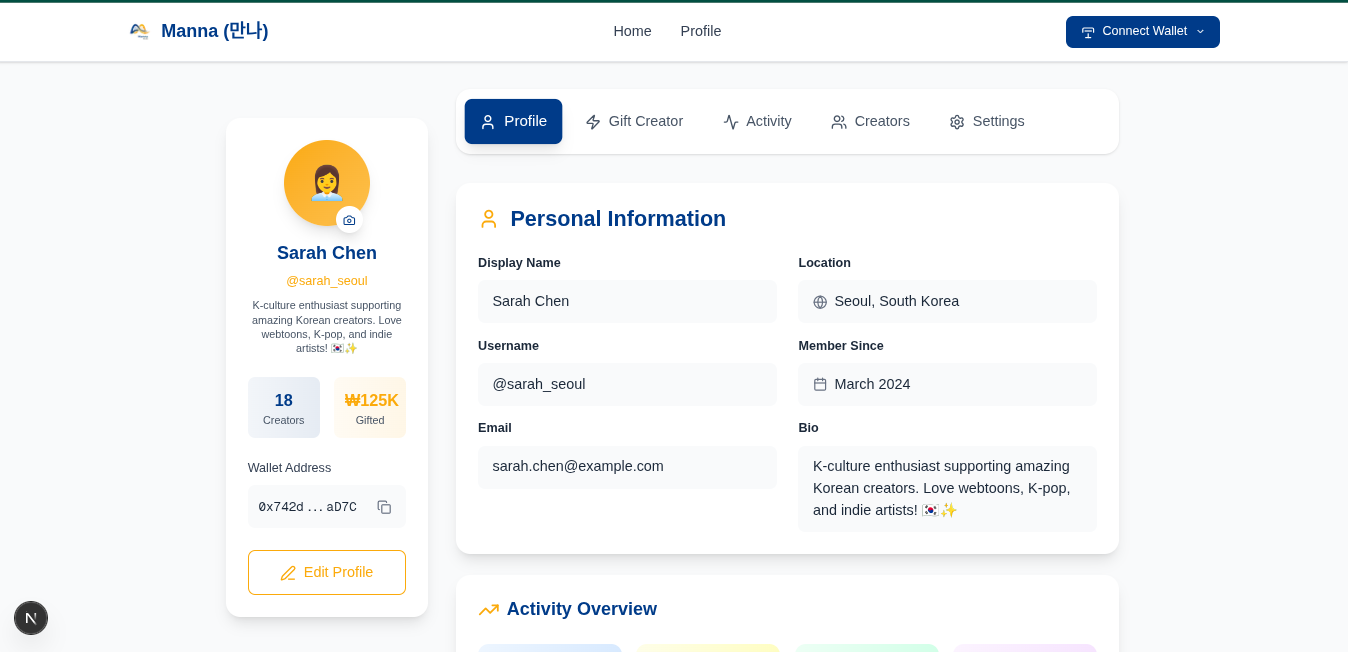 Manna (만나)
Home
Profile
Connect Wallet
Profile
Gift Creator
Activity
Creators
Settings
Sarah Chen
@sarah_seoul
K-culture enthusiast supporting
amazing Korean creators. Love
webtoons, K-pop, and indie
artists! 🇰🇷✨
18
Creators
₩125K
Gifted
Wallet Address
0x742d...aD7C
Edit Profile
Personal Information
Display Name
Sarah Chen
Location
Seoul, South Korea
Username
@sarah_seoul
Member Since
March 2024
Email
sarah.chen@example.com
Bio
K-culture enthusiast supporting amazing
Korean creators. Love webtoons, K-pop,
and indie artists! 🇰🇷✨
Activity Overview
N